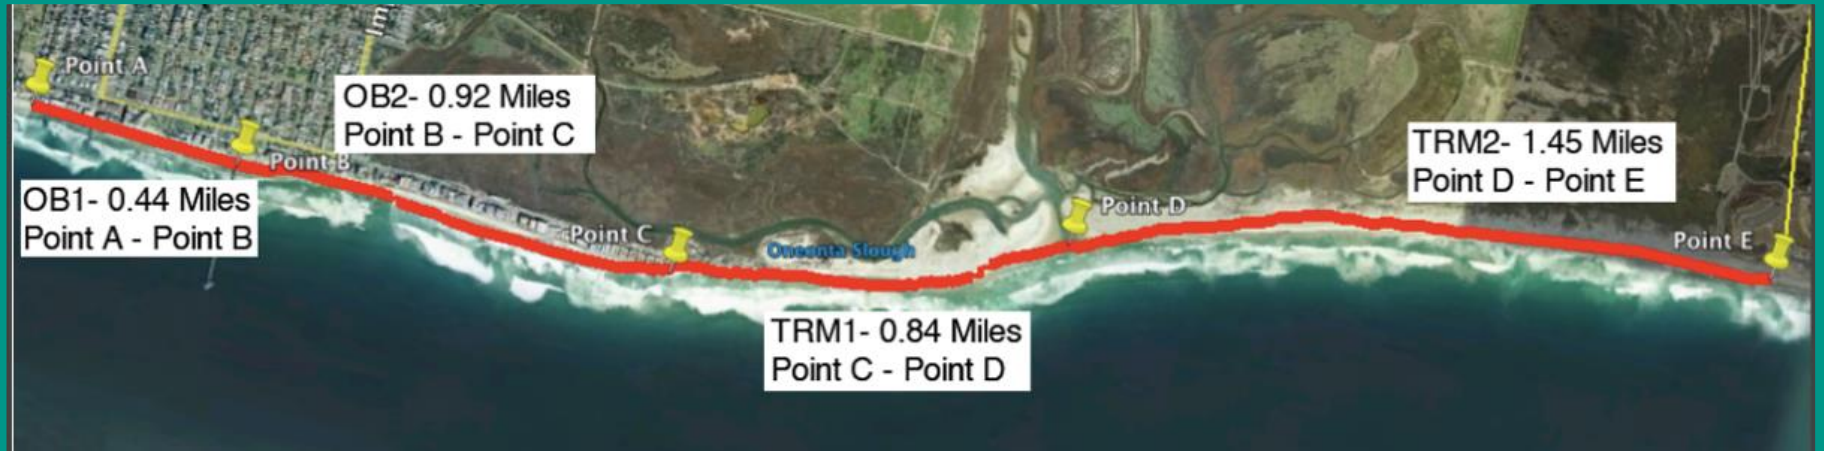 Point A
Im
OB2- 0.92 Miles
Point B - Point C
Point B
OB1- 0.44 Miles
Point A - Point B
Point C
Oneonta Slough
Point D
TRM2- 1.45 Miles
Point D - Point E
Point E
TRM1- 0.84 Miles
Point C - Point D